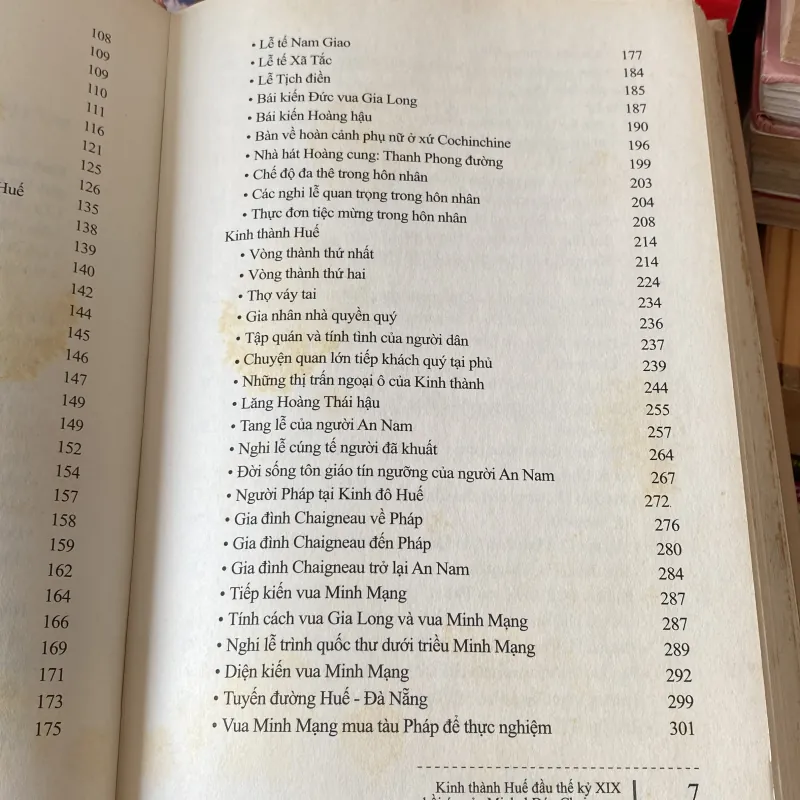 108
109
109
110
111
116
121
125
Huế 126
135
138
139
140
142
144
145
146
147
149
149
152
154
157
158
159
162
164
166
169
171
173
175
• Lễ tế Nam Giao 177
• Lễ tế Xã Tắc 184
• Lễ Tịch điền 185
• Bái kiến Đức vua Gia Long 187
• Bái kiến Hoàng hậu 190
• Bàn về hoàn cảnh phụ nữ ở xứ Cochinchine 196
• Nhà hát Hoàng cung: Thanh Phong đường 199
• Chế độ đa thê trong hôn nhân 203
• Các nghi lễ quan trọng trong hôn nhân 204
• Thực đơn tiệc mừng trong hôn nhân 208
Kinh thành Huế 214
• Vòng thành thứ nhất 214
• Vòng thành thứ hai 224
• Thợ váy tai 234
• Gia nhân nhà quyền quý 236
• Tập quán và tính tình của người dân 237
• Chuyện quan lớn tiếp khách quý tại phủ 239
• Những thị trấn ngoại ô của Kinh thành 244
• Lăng Hoàng Thái hậu 255
• Tang lễ của người An Nam 257
• Nghi lễ cúng tế người đã khuất 264
• Đời sống tôn giáo tín ngưỡng của người An Nam 267
• Người Pháp tại Kinh đô Huế 272
• Gia đình Chaigneau về Pháp 276
• Gia đình Chaigneau đến Pháp 280
• Gia đình Chaigneau trở lại An Nam 284
• Tiếp kiến vua Minh Mạng 287
• Tính cách vua Gia Long và vua Minh Mạng 287
• Nghi lễ trình quốc thư dưới triều Minh Mạng 289
• Diện kiến vua Minh Mạng 292
• Tuyến đường Huế - Đà Nẵng 299
• Vua Minh Mạng mua tàu Pháp để thực nghiệm 301
Kinh thành Huế đầu thế kỷ XIX 7